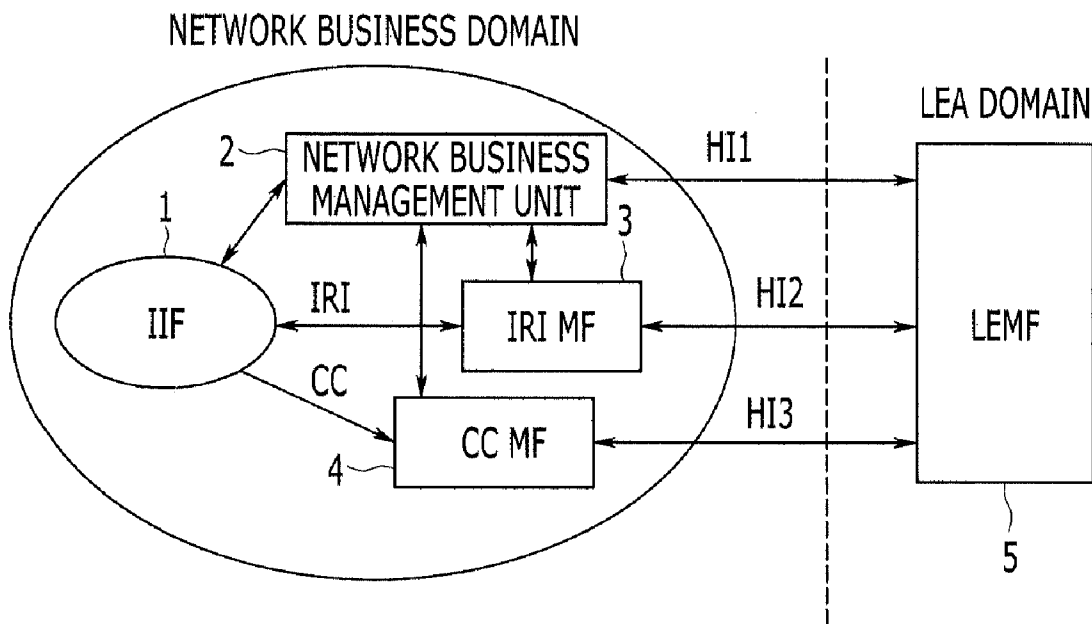 NETWORK BUSINESS DOMAIN
LEA DOMAIN
2
NETWORK BUSINESS
MANAGEMENT UNIT
HI1
1
3
IIF
IRI
IRI MF
HI2
LEMF
CC
CC MF
HI3
4
5